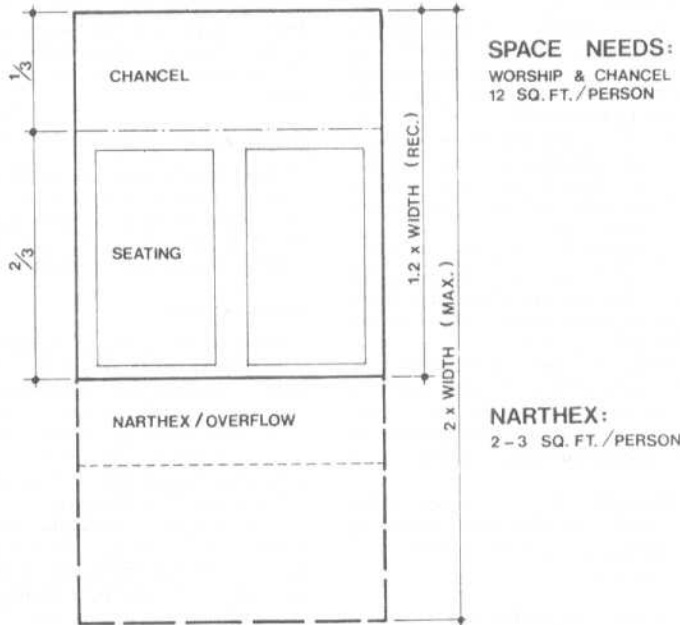 1/3
CHANCEL
SPACE NEEDS:
WORSHIP & CHANCEL
12 SQ. FT. / PERSON
1.2 x WIDTH (REC.)
2/3
SEATING
2 x WIDTH (MAX.)
NARTHEX / OVERFLOW
NARTHEX:
2-3 SQ. FT. / PERSON